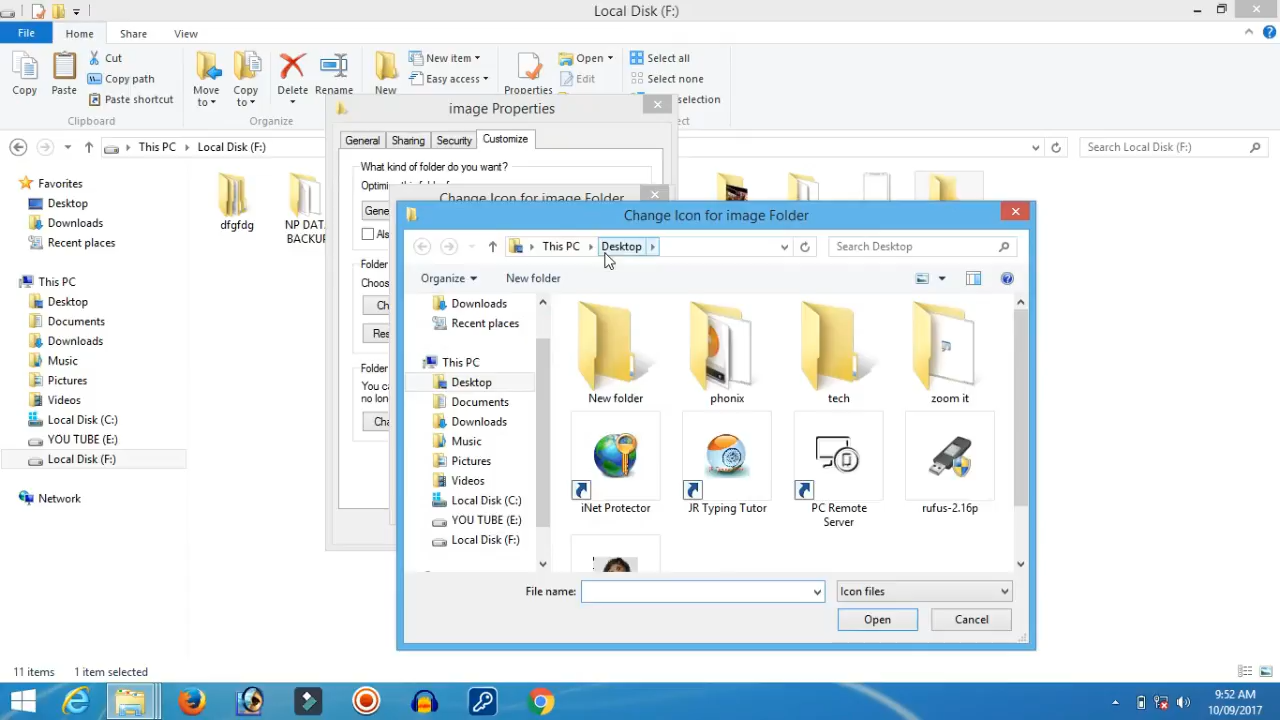 Local Disk (F:)
File
Home
Share
View
Copy
Paste
Cut
Copy path
Paste shortcut
Clipboard
Move
to
Copy
to
Delete
Rename
Organize
New
New item
Easy access
Properties
Open
Edit
Select all
Select none
This PC
Local Disk (F:)
Search Local Disk (F:)
Favorites
Desktop
Downloads
Recent places
This PC
Desktop
Documents
Downloads
Music
Pictures
Videos
Local Disk (C:)
YOU TUBE (E:)
Local Disk (F:)
Network
dfgfdg
NP DAT
BACKUP
image Properties
General
Sharing
Security
Customize
What kind of folder do you want?
Change Icon for image Folder
Folder
Folder
Change Icon for image Folder
This PC
Desktop
Search Desktop
Organize
New folder
Downloads
Recent places
This PC
Desktop
Documents
Downloads
Music
Pictures
Videos
Local Disk (C:)
YOU TUBE (E:)
Local Disk (F:)
New folder
phonix
tech
zoom it
iNet Protector
JR Typing Tutor
PC Remote
Server
rufus-2.16p
File name:
Icon files
Open
Cancel
11 items
1 item selected
9:52 AM
10/09/2017